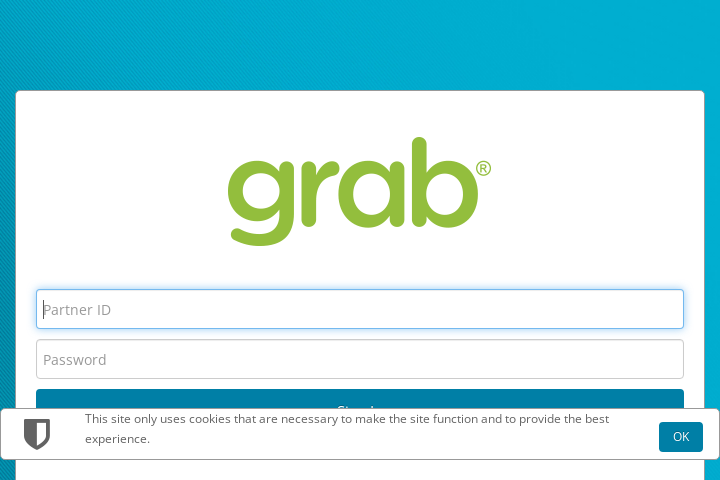 grab®
Partner ID
Password
This site only uses cookies that are necessary to make the site function and to provide the best
experience.
OK